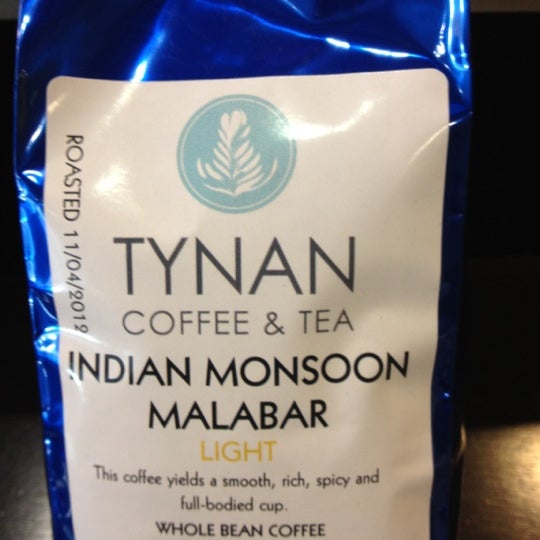 ROASTED 11/04/2012
TYNAN
COFFEE & TEA
INDIAN MONSOON
MALABAR
LIGHT
This coffee yields a smooth, rich, spicy and
full-bodied cup.
WHOLE BEAN COFFEE